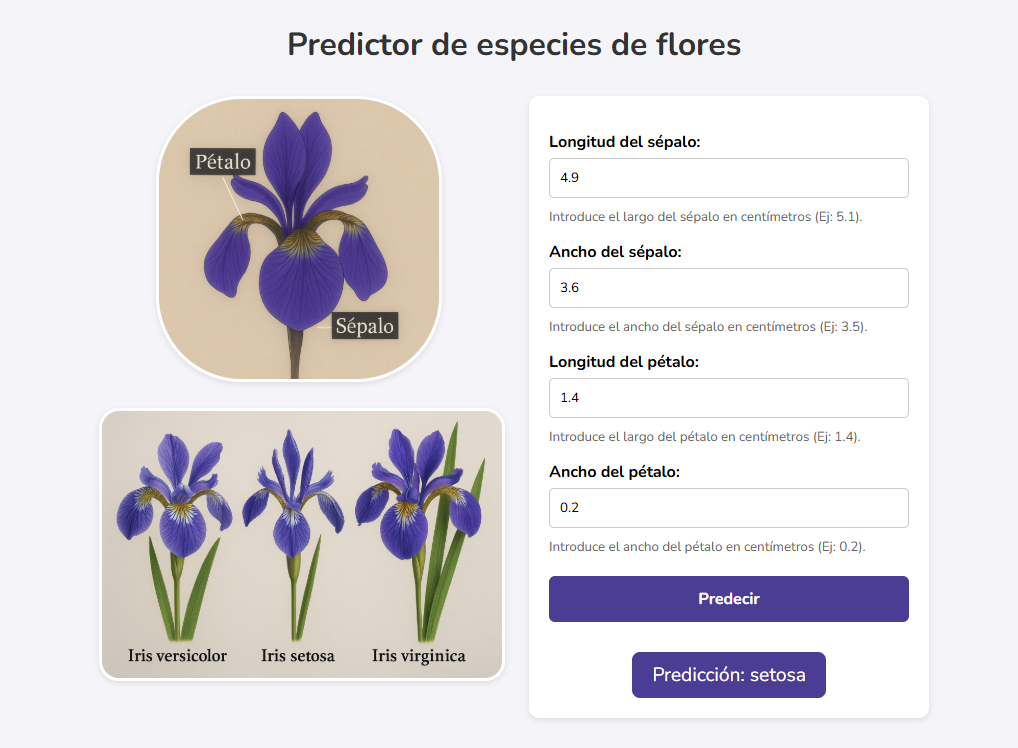 Predictor de especies de flores
Pétalo
Sépalo
Iris versicolor
Iris setosa
Iris virginica
Longitud del sépalo:
4.9
Introduce el largo del sépalo en centímetros (Ej: 5.1).
Ancho del sépalo:
3.6
Introduce el ancho del sépalo en centímetros (Ej: 3.5).
Longitud del pétalo:
1.4
Introduce el largo del pétalo en centímetros (Ej: 1.4).
Ancho del pétalo:
0.2
Introduce el ancho del pétalo en centímetros (Ej: 0.2).
Predecir
Predicción: setosa